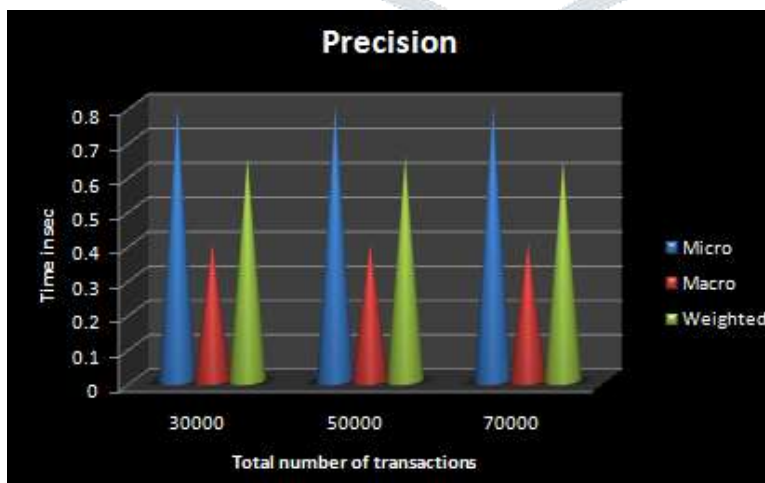 Precision
0.8
0.7
0.6
0.5
0.4
0.3
0.2
0.1
0
Time in sec
30000 50000 70000
Total number of transactions
Micro
Macro
Weighted